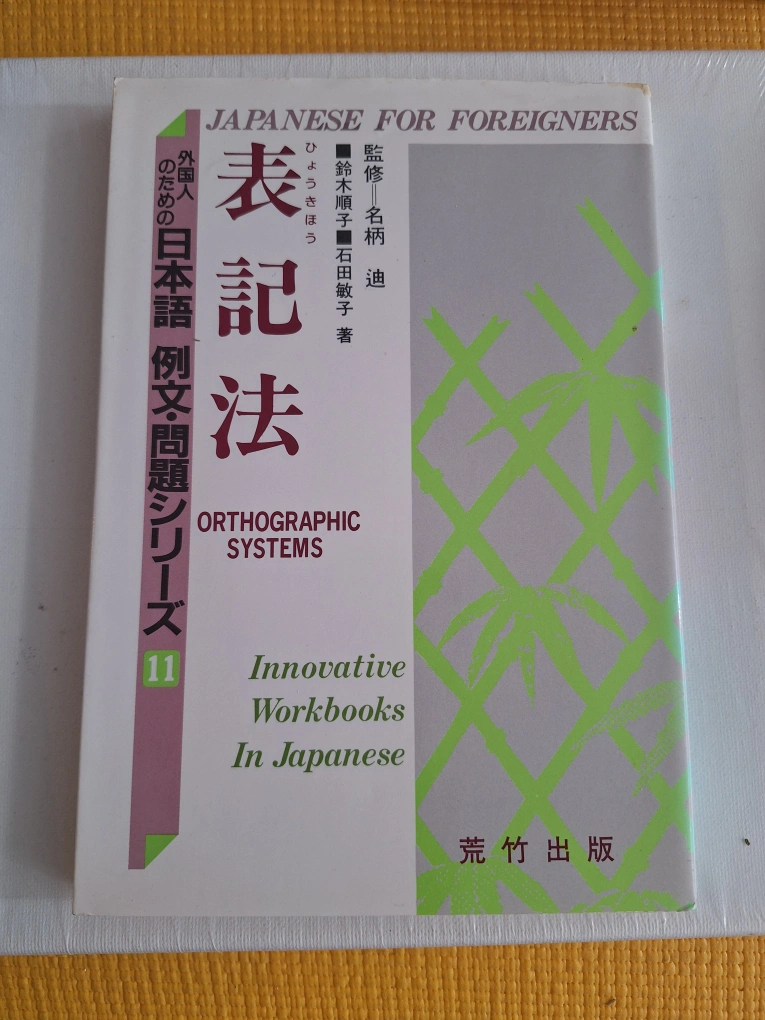 JAPANESE FOR FOREIGNERS
外国人
のための
日本語 例文・問題シリーズ
11
表記法
ひょうきほう
監修=名柄 迪
■鈴木順子■石田敏子 著
ORTHOGRAPHIC
SYSTEMS
Innovative
Workbooks
In Japanese
荒竹出版